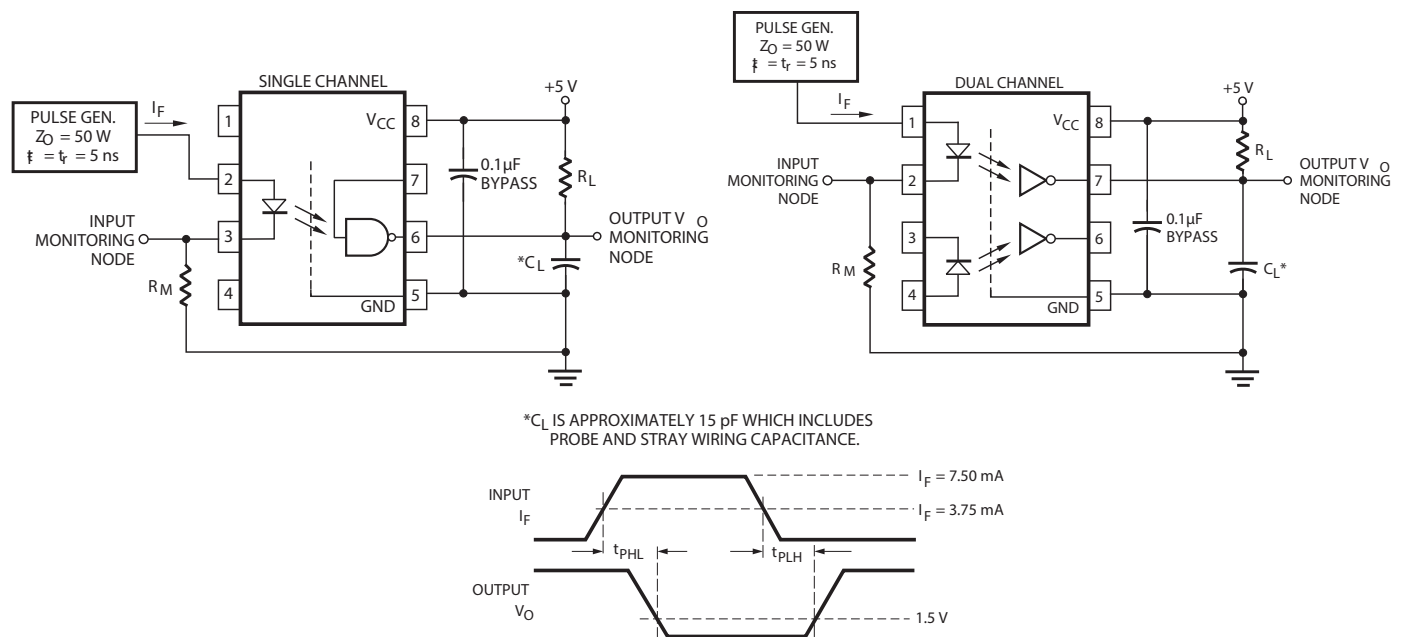 SINGLE CHANNEL
PULSE GEN.
ZO = 50 W
tf = tr = 5 ns
IF
1
2
3
4
8
7
6
5
VCC
GND
+5 V
0.1µF
BYPASS
RL
*CL
OUTPUT VO
MONITORING
NODE
INPUT
MONITORING
NODE
RM
PULSE GEN.
ZO = 50 W
tf = tr = 5 ns
DUAL CHANNEL
IF
1
2
3
4
8
7
6
5
VCC
GND
+5 V
RL
0.1µF
BYPASS
CL*
OUTPUT VO
MONITORING
NODE
INPUT
MONITORING
NODE
RM
*CL IS APPROXIMATELY 15 pF WHICH INCLUDES
PROBE AND STRAY WIRING CAPACITANCE.
INPUT
IF
IF = 7.50 mA
IF = 3.75 mA
tPHL
tPLH
OUTPUT
VO
1.5 V